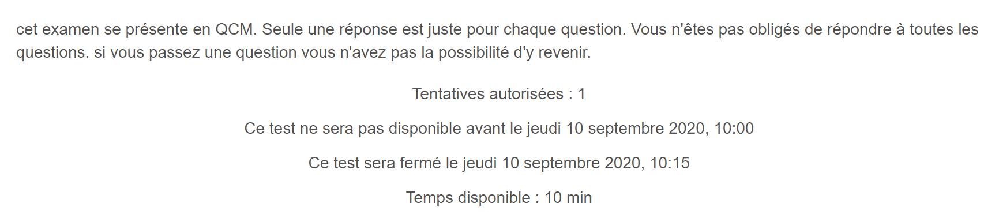 cet examen se présente en QCM. Seule une réponse est juste pour chaque question. Vous n'êtes pas obligés de répondre à toutes les
questions. si vous passez une question vous n'avez pas la possibilité d'y revenir.
Tentatives autorisées : 1
Ce test ne sera pas disponible avant le jeudi 10 septembre 2020, 10:00
Ce test sera fermé le jeudi 10 septembre 2020, 10:15
Temps disponible : 10 min